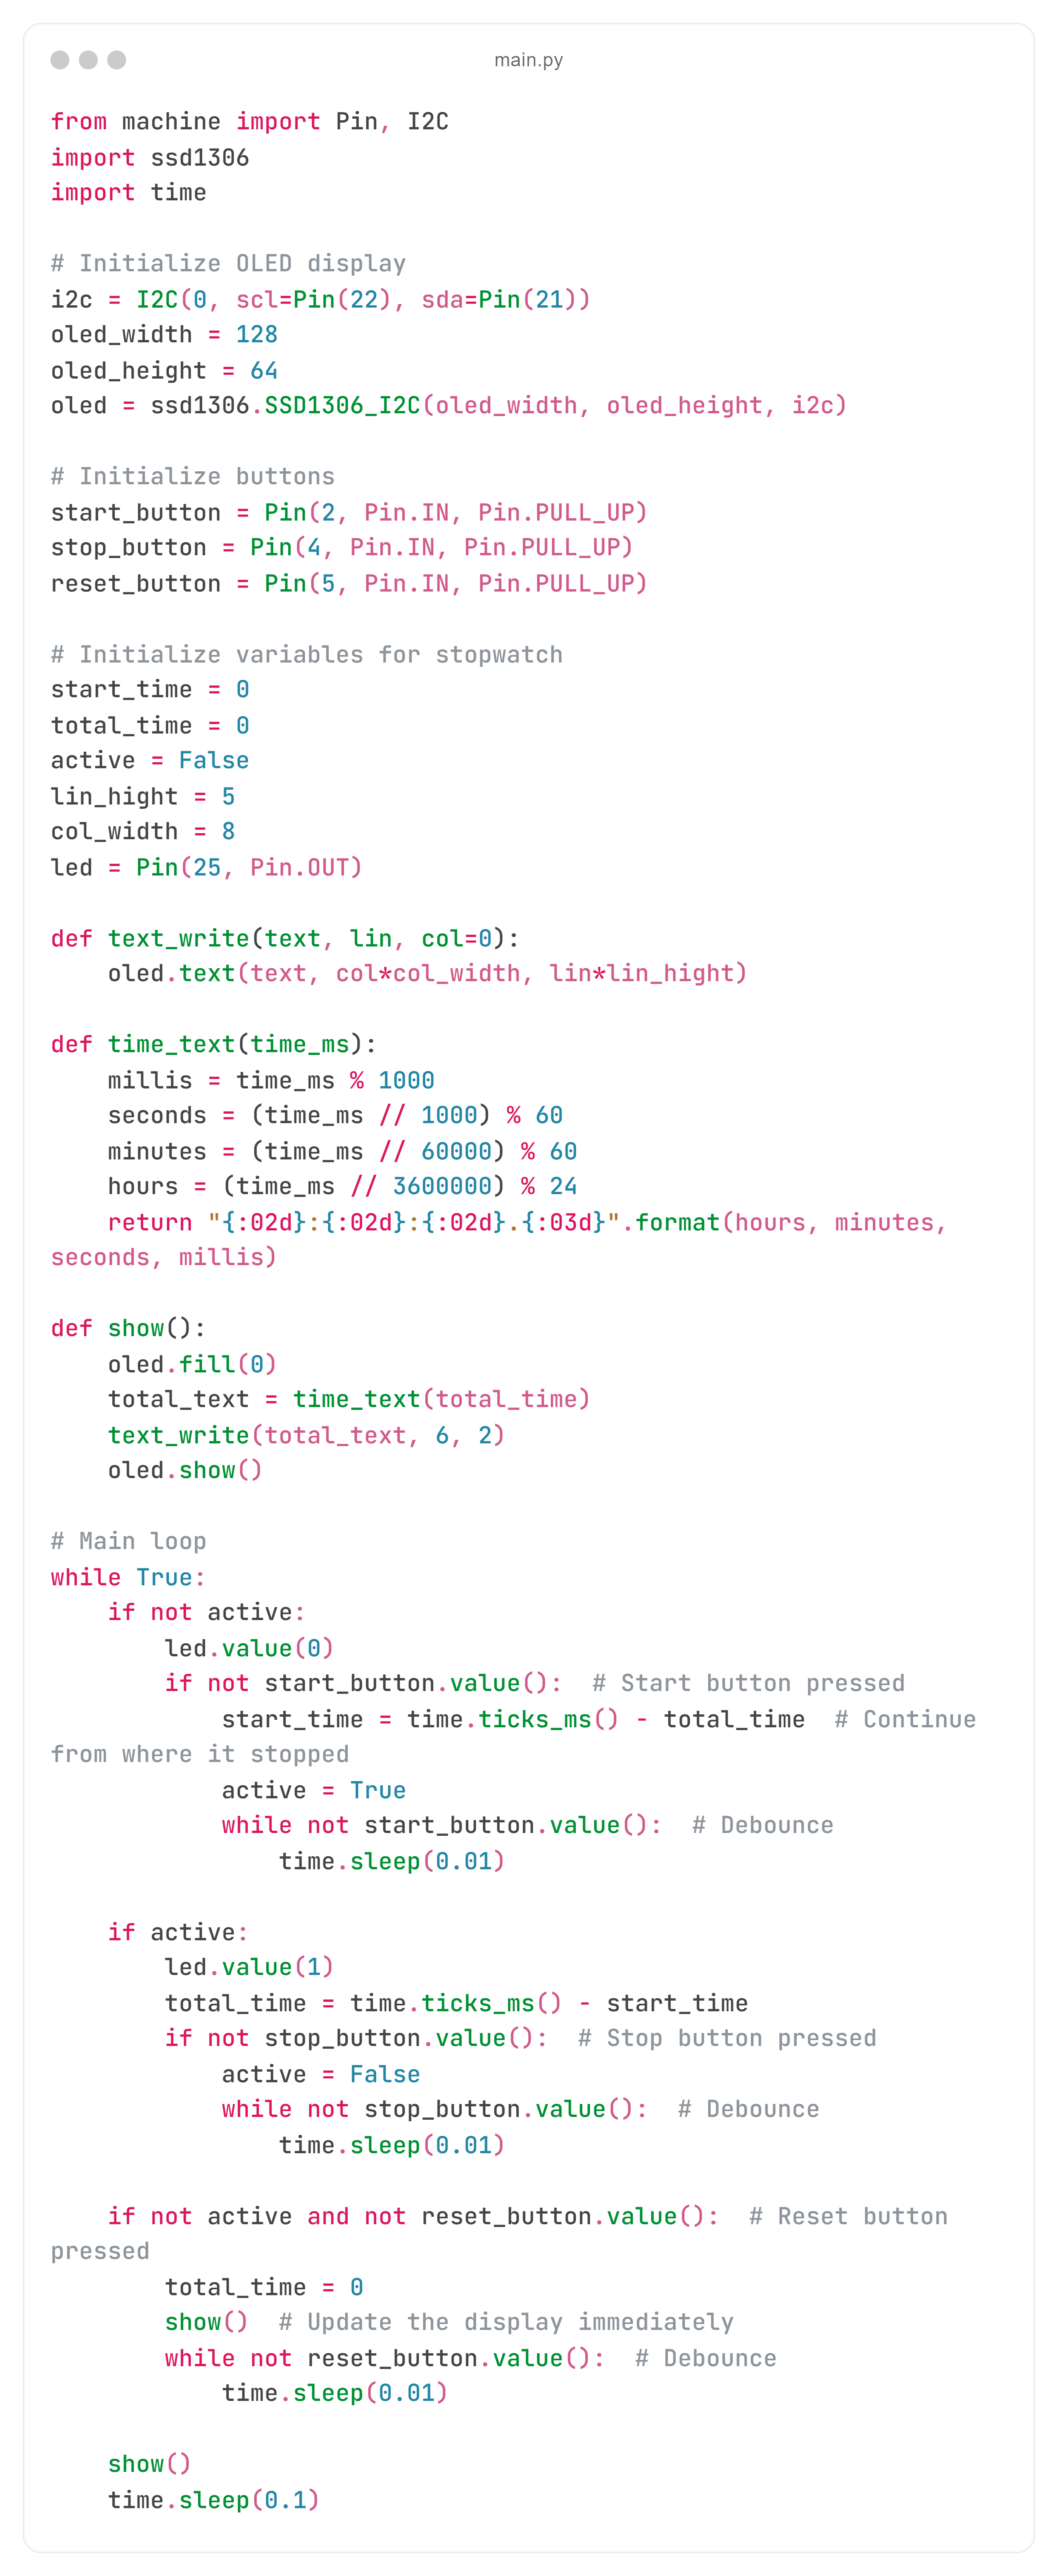 main.py
from machine import Pin, I2C
import ssd1306
import time

# Initialize OLED display
i2c = I2C(0, scl=Pin(22), sda=Pin(21))
oled_width = 128
oled_height = 64
oled = ssd1306.SSD1306_I2C(oled_width, oled_height, i2c)

# Initialize buttons
start_button = Pin(2, Pin.IN, Pin.PULL_UP)
stop_button = Pin(4, Pin.IN, Pin.PULL_UP)
reset_button = Pin(5, Pin.IN, Pin.PULL_UP)

# Initialize variables for stopwatch
start_time = 0
total_time = 0
active = False
lin_hight = 5
col_width = 8
led = Pin(25, Pin.OUT)

def text_write(text, lin, col=0):
    oled.text(text, col*col_width, lin*lin_hight)

def time_text(time_ms):
    millis = time_ms % 1000
    seconds = (time_ms // 1000) % 60
    minutes = (time_ms // 60000) % 60
    hours = (time_ms // 3600000) % 24
    return "{:02d}:{:02d}:{:02d}.{:03d}".format(hours, minutes,
seconds, millis)

def show():
    oled.fill(0)
    total_text = time_text(total_time)
    text_write(total_text, 6, 2)
    oled.show()

# Main loop
while True:
    if not active:
        led.value(0)
        if not start_button.value():  # Start button pressed
            start_time = time.ticks_ms() - total_time  # Continue
from where it stopped
            active = True
            while not start_button.value():  # Debounce
                time.sleep(0.01)

    if active:
        led.value(1)
        total_time = time.ticks_ms() - start_time
        if not stop_button.value():  # Stop button pressed
            active = False
            while not stop_button.value():  # Debounce
                time.sleep(0.01)

    if not active and not reset_button.value():  # Reset button
pressed
        total_time = 0
        show()  # Update the display immediately
        while not reset_button.value():  # Debounce
            time.sleep(0.01)

    show()
    time.sleep(0.1)